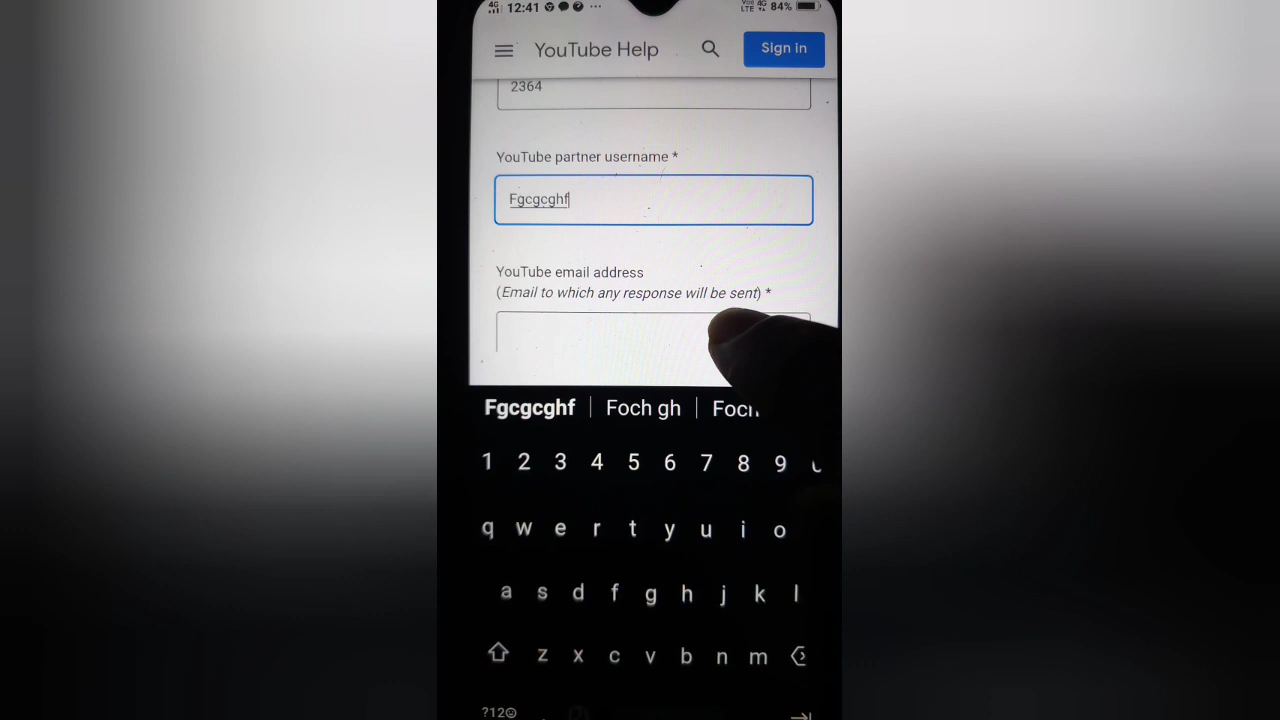 4G 12:41 84%
YouTube Help Sign in
2364
YouTube partner username *
Fgcgcghf
YouTube email address
(Email to which any response will be sent) *
Fgcgcghf Foch gh
1 2 3 4 5 6 7 8 9
q w e r t y u i o
a s d f g h j k l
z x c v b n m
?12